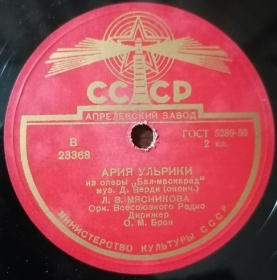 СССР
АПРЕЛЕВСКИЙ ЗАВОД
В
23368
ГОСТ 5289-50
2 кл.
АРИЯ УЛЬРИКИ
из оперы „Бал-маскарад"
муз. Д. Верди (оконч.)
Л. В. МЯСНИКОВА
Орк. Всесоюзного Радио
Дирижер
О. М. Брон
МИНИСТЕРСТВО КУЛЬТУРЫ СССР